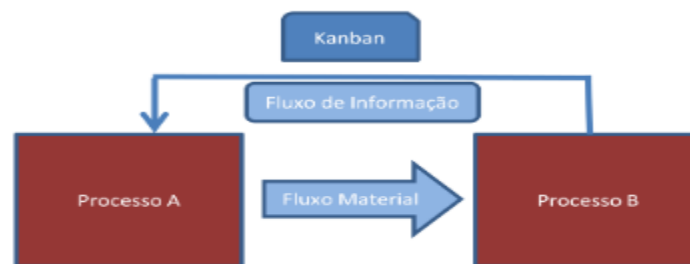 Kanban
Fluxo de Informação
Processo A
Fluxo Material
Processo B